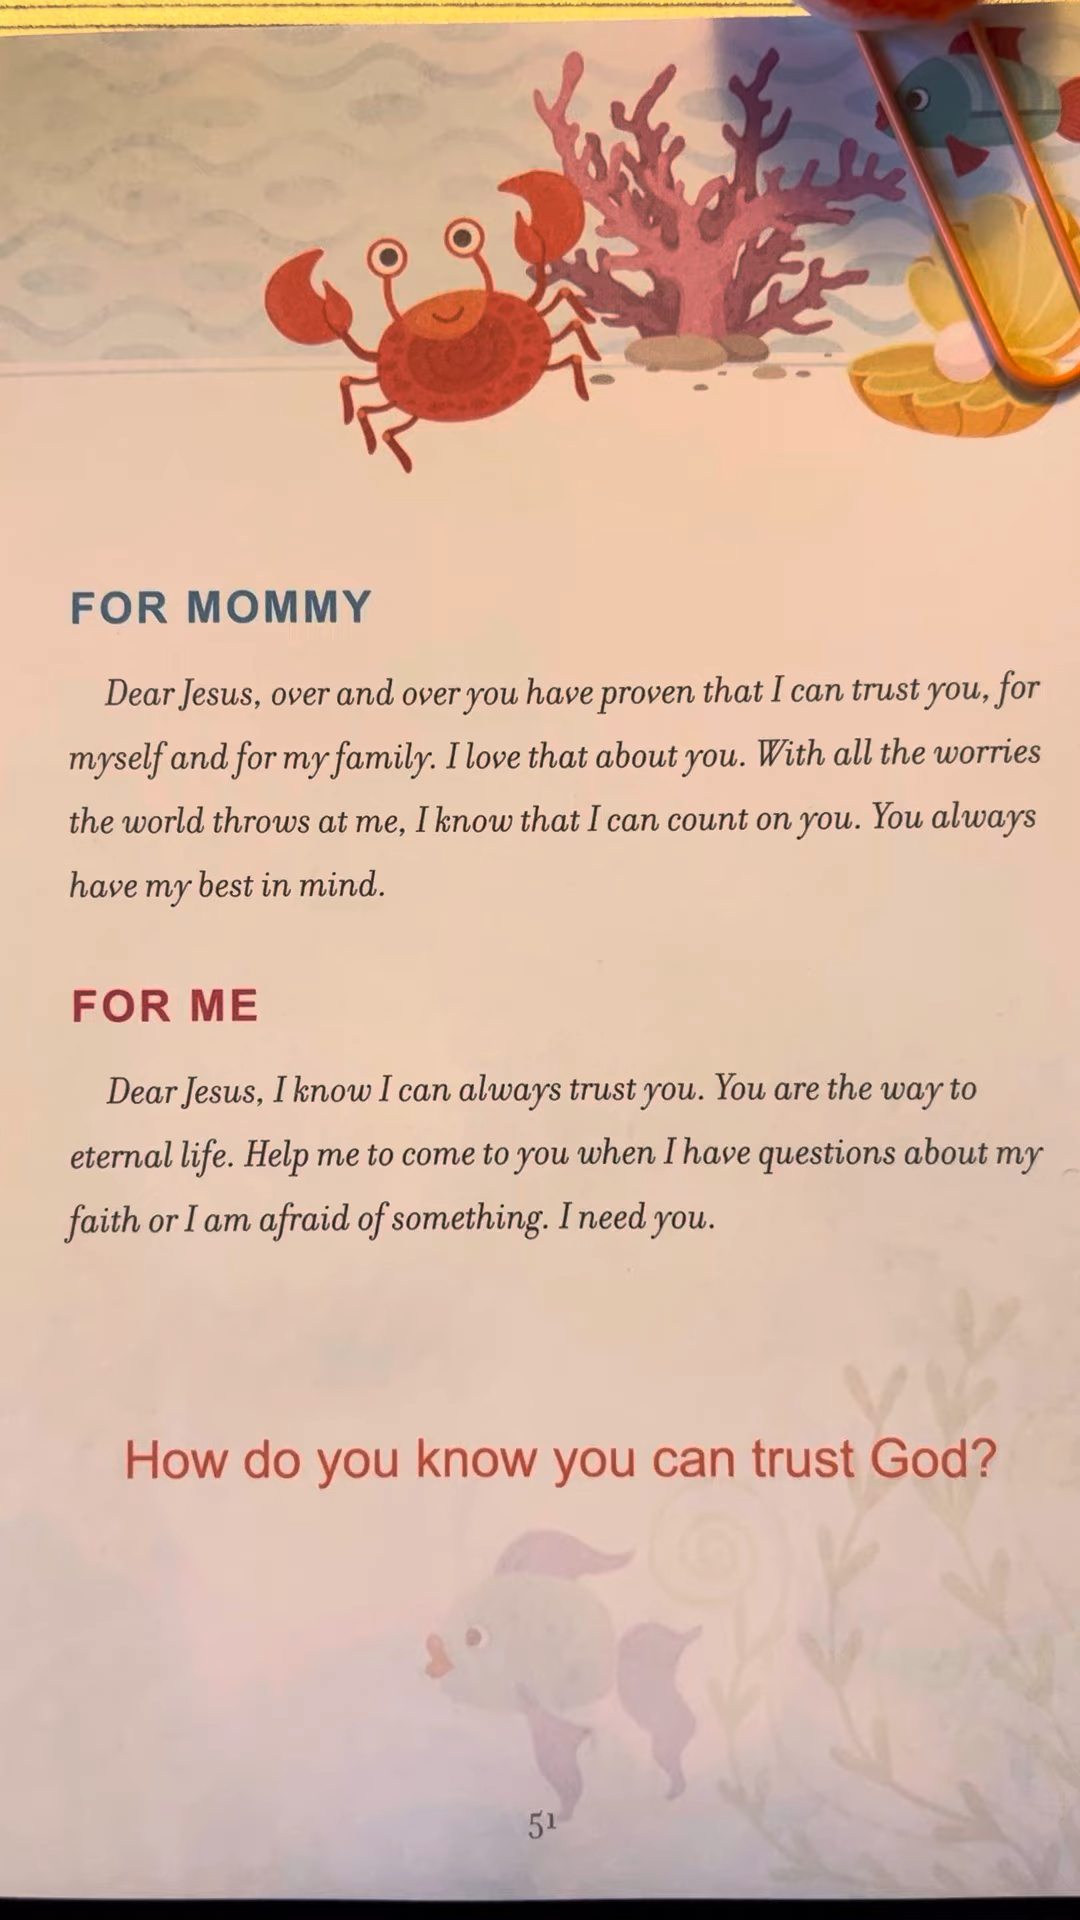 FOR MOMMY
Dear Jesus, over and over you have proven that I can trust you, for
myself and for my family. I love that about you. With all the worries
the world throws at me, I know that I can count on you. You always
have my best in mind.
FOR ME
Dear Jesus, I know I can always trust you. You are the way to
eternal life. Help me to come to you when I have questions about my
faith or I am afraid of something. I need you.
How do you know you can trust God?
51